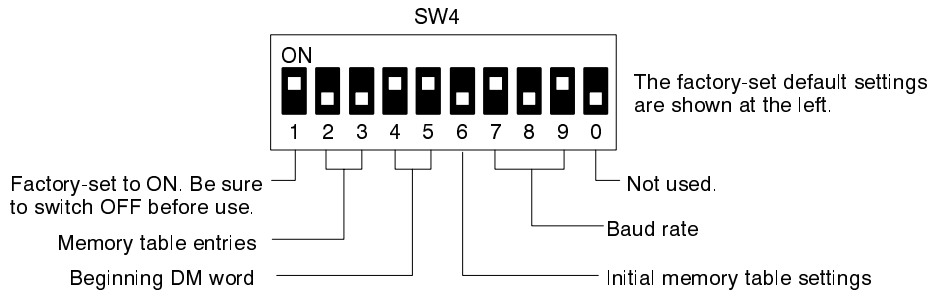 SW4
ON
1 2 3 4 5 6 7 8 9 0
The factory-set default settings
are shown at the left.
Factory-set to ON. Be sure
to switch OFF before use.
Not used.
Memory table entries
Baud rate
Beginning DM word
Initial memory table settings